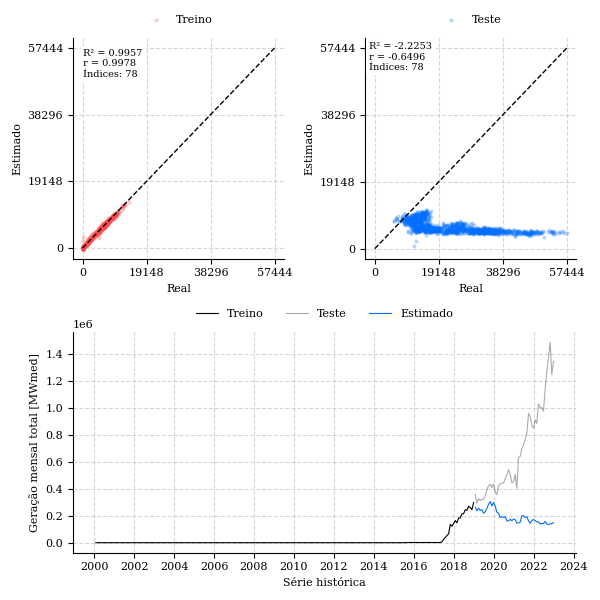 Treino
Teste
57444
38296
19148
0
Estimado
R² = 0.9957
r = 0.9978
Índices: 78
0 19148 38296 57444
Real
57444
38296
19148
0
Estimado
R² = -2.2253
r = -0.6496
Índices: 78
0 19148 38296 57444
Real
Treino Teste Estimado
1e6
1.4
1.2
1.0
0.8
0.6
0.4
0.2
0.0
Geração mensal total [MWmed]
2000 2002 2004 2006 2008 2010 2012 2014 2016 2018 2020 2022 2024
Série histórica